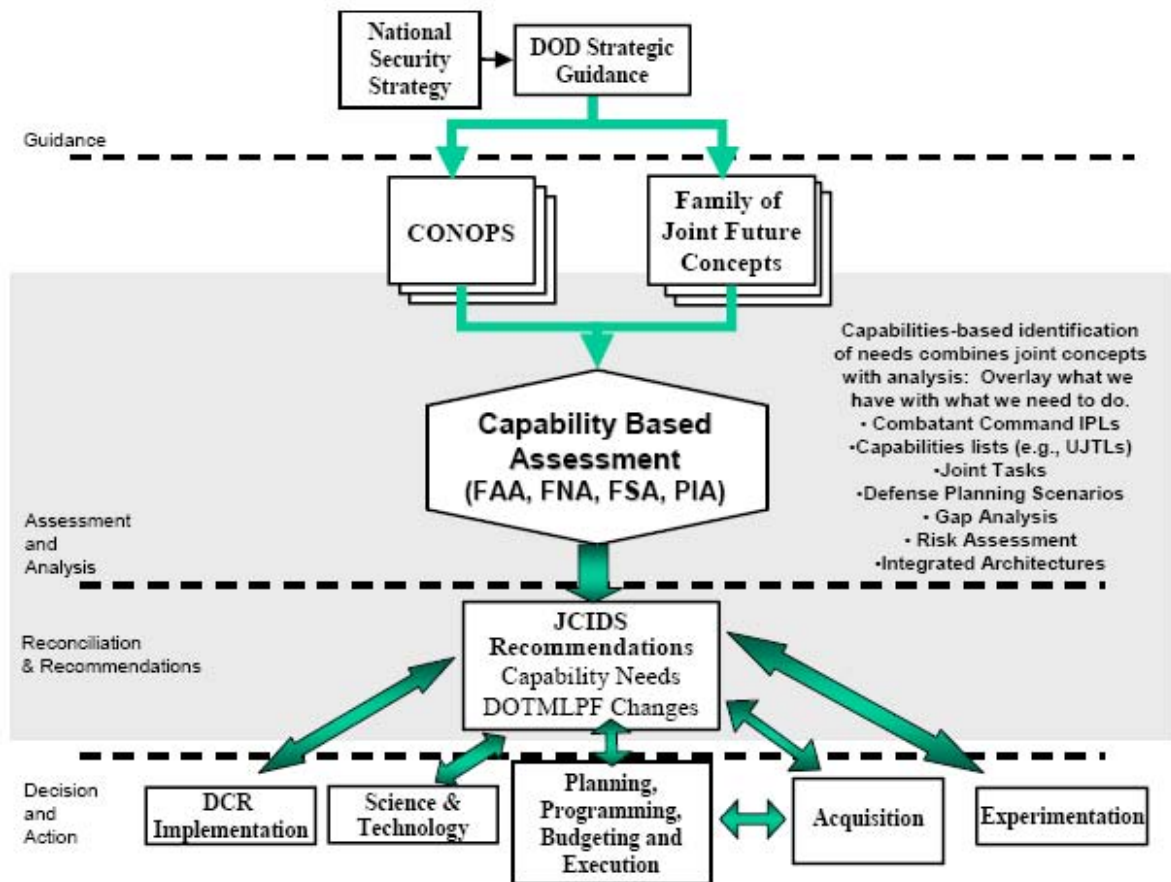 National
Security
Strategy
DOD Strategic
Guidance
Guidance
CONOPS
Family of
Joint Future
Concepts
Capabilities-based identification
of needs combines joint concepts
with analysis: Overlay what we
have with what we need to do.
• Combatant Command IPLs
•Capabilities lists (e.g., UJTLs)
•Joint Tasks
•Defense Planning Scenarios
• Gap Analysis
• Risk Assessment
•Integrated Architectures
Capability Based
Assessment
(FAA, FNA, FSA, PIA)
Assessment
and
Analysis
JCIDS
Recommendations
Capability Needs
DOTMLPF Changes
Reconciliation
& Recommendations
Decision
and
Action
DCR
Implementation
Science &
Technology
Planning,
Programming,
Budgeting and
Execution
Acquisition
Experimentation